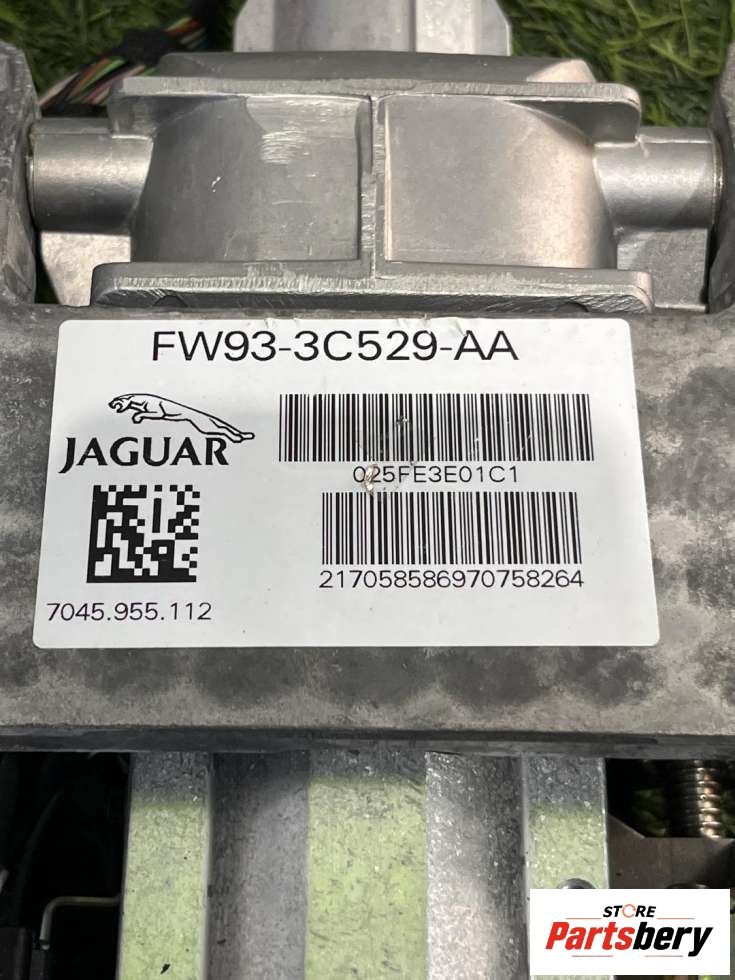 FW93-3C529-AA
JAGUAR
025FE3E01C1
217058586970758264
7045.955.112
STORE
Partsbery